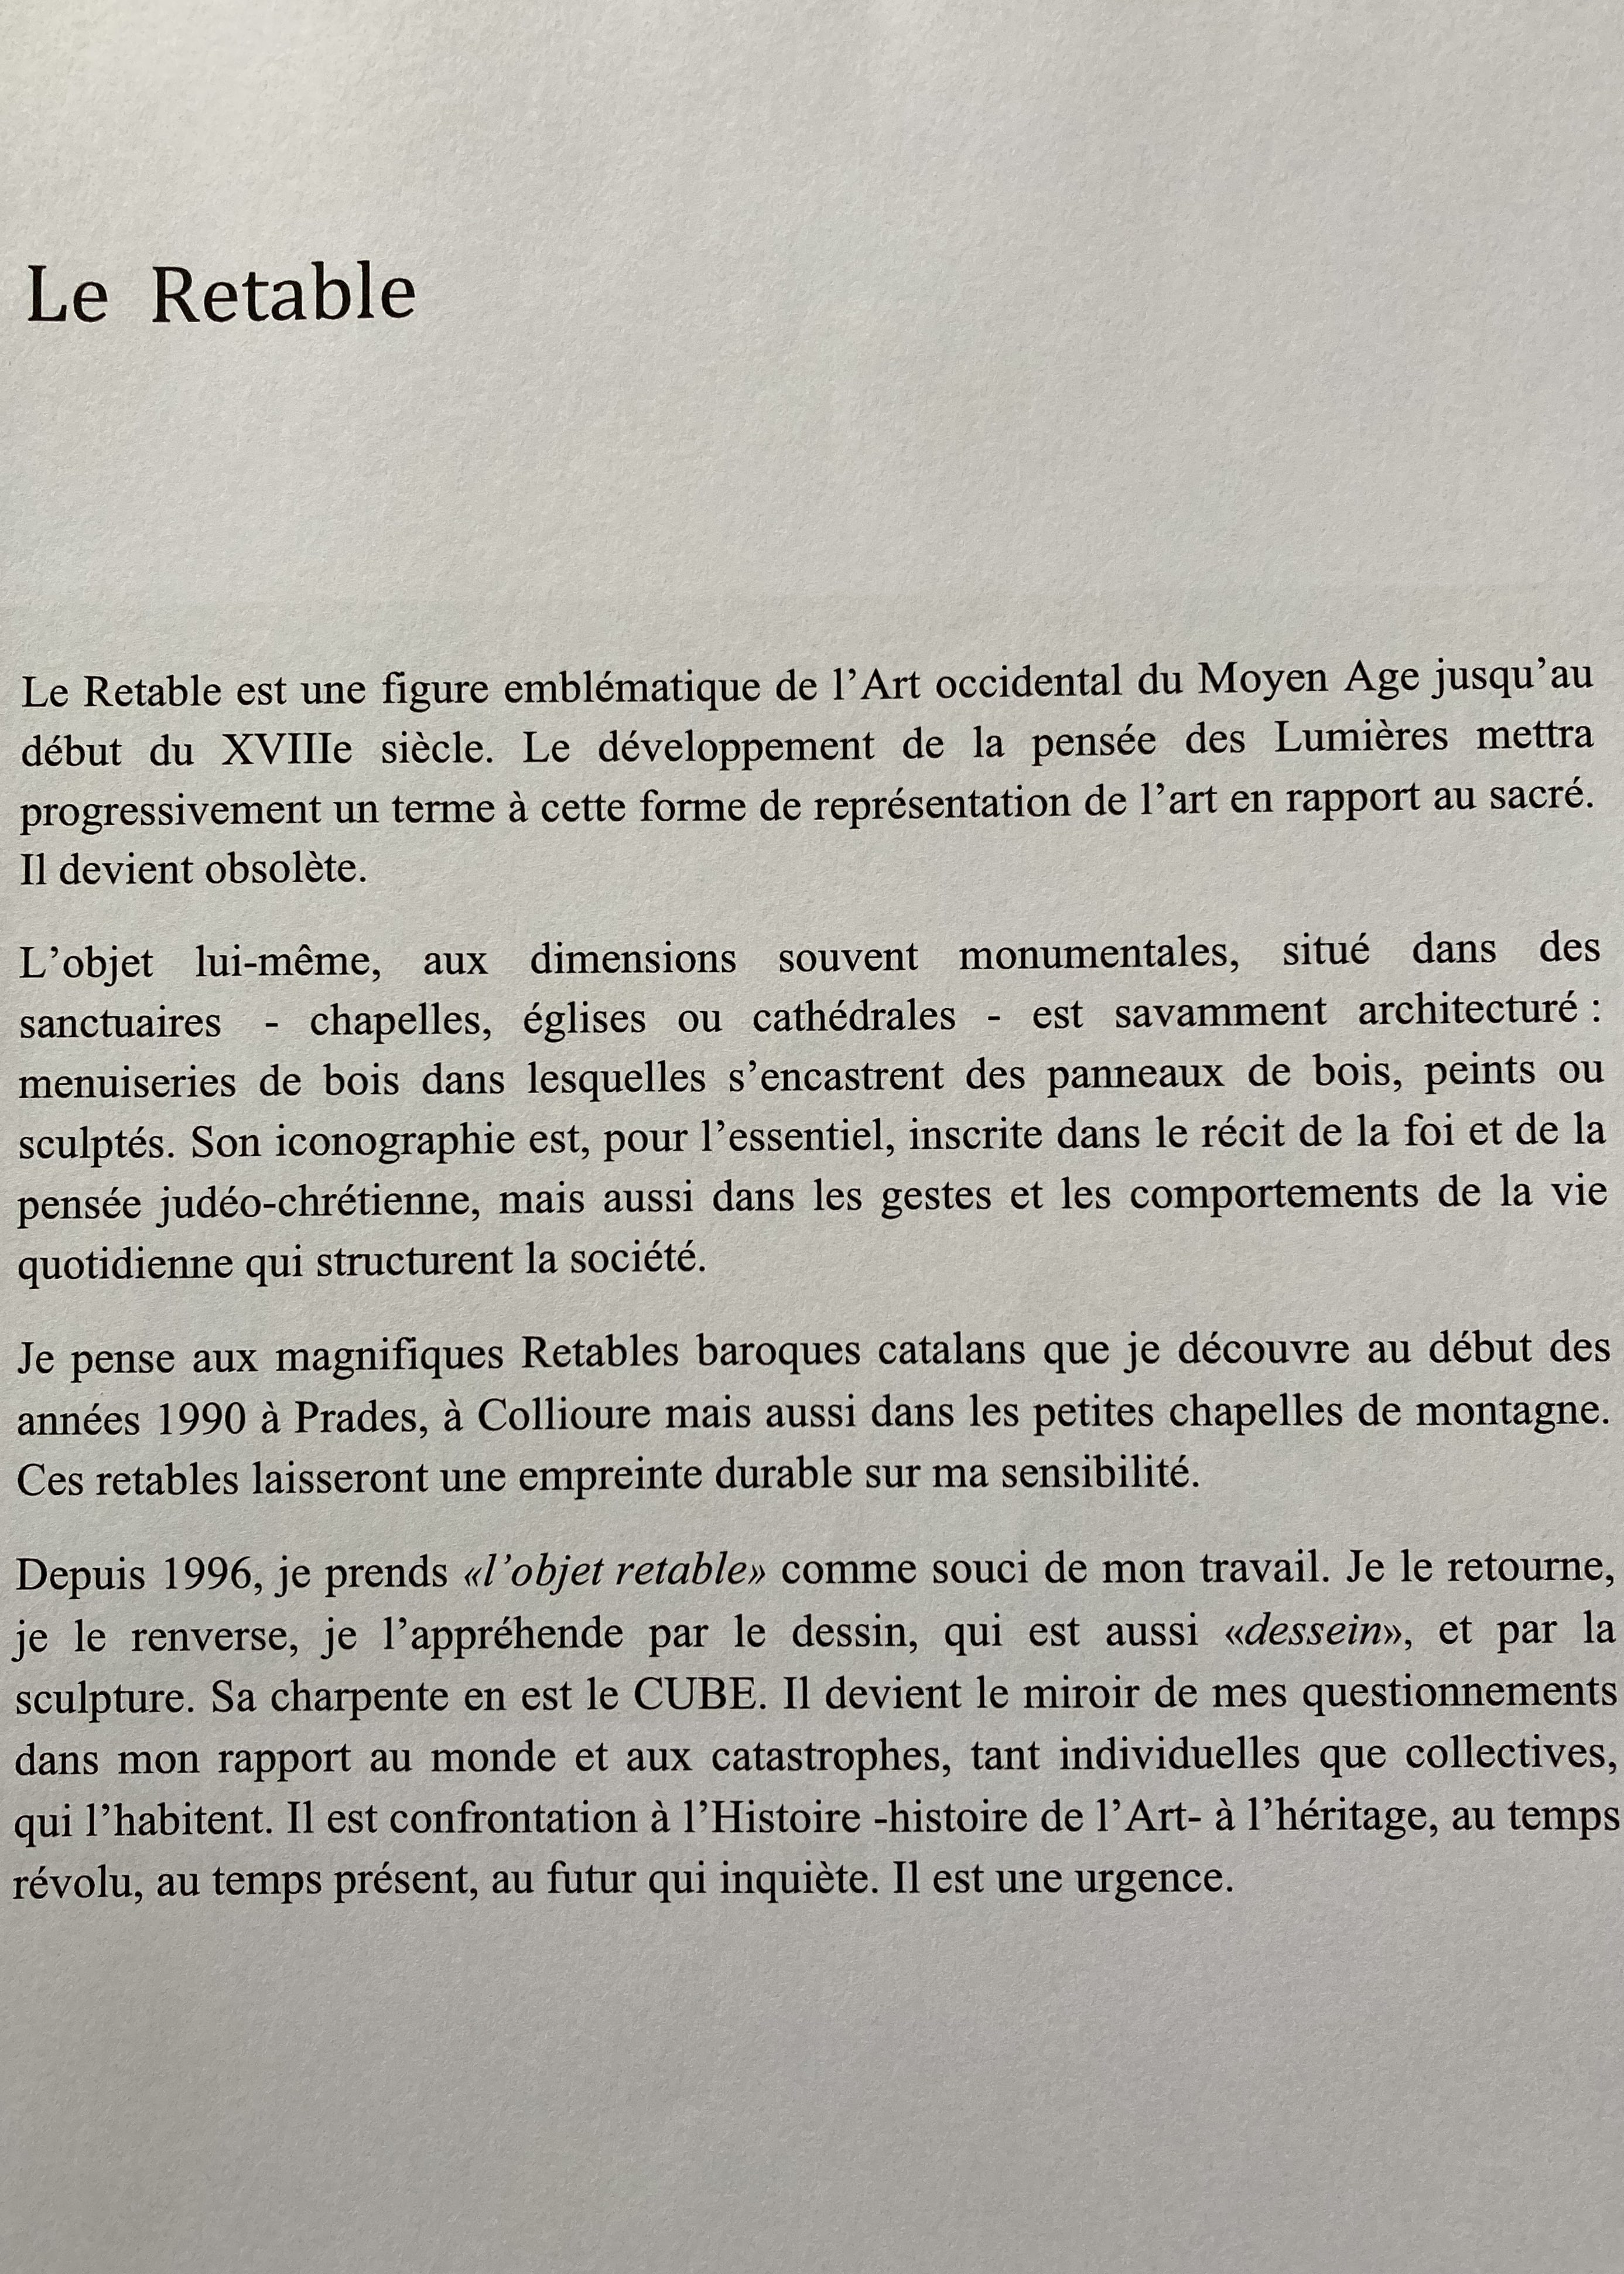 Le Retable
Le Retable est une figure emblématique de l’Art occidental du Moyen Age jusqu’au
début du XVIIIe siècle. Le développement de la pensée des Lumières mettra
progressivement un terme à cette forme de représentation de l’art en rapport au sacré.
Il devient obsolète.
L’objet lui-même, aux dimensions souvent monumentales, situé dans des
sanctuaires - chapelles, églises ou cathédrales - est savamment architecturé :
menuiseries de bois dans lesquelles s’encastrent des panneaux de bois, peints ou
sculptés. Son iconographie est, pour l’essentiel, inscrite dans le récit de la foi et de la
pensée judéo-chrétienne, mais aussi dans les gestes et les comportements de la vie
quotidienne qui structurent la société.
Je pense aux magnifiques Retables baroques catalans que je découvre au début des
années 1990 à Prades, à Collioure mais aussi dans les petites chapelles de montagne.
Ces retables laisseront une empreinte durable sur ma sensibilité.
Depuis 1996, je prends «l’objet retable» comme souci de mon travail. Je le retourne,
je le renverse, je l’appréhende par le dessin, qui est aussi «dessein», et par la
sculpture. Sa charpente en est le CUBE. Il devient le miroir de mes questionnements
dans mon rapport au monde et aux catastrophes, tant individuelles que collectives,
qui l’habitent. Il est confrontation à l’Histoire -histoire de l’Art- à l’héritage, au temps
révolu, au temps présent, au futur qui inquiète. Il est une urgence.